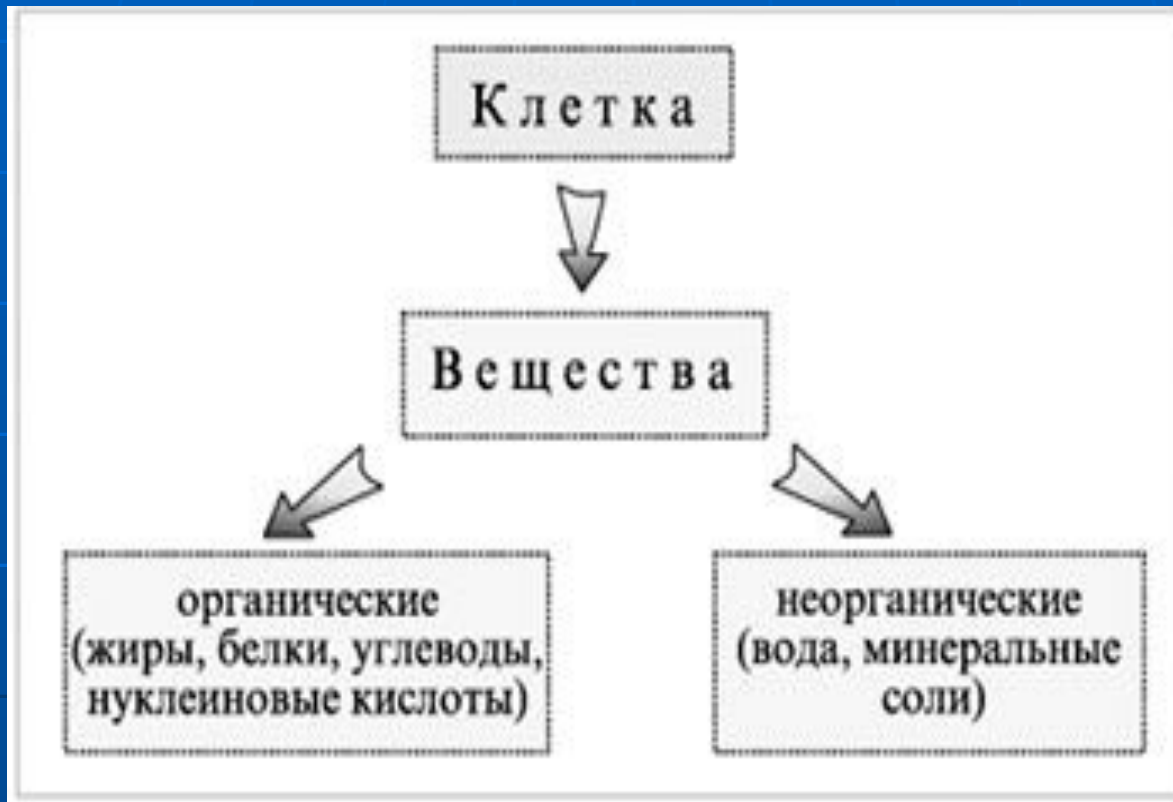 Клетка
Вещества
органические
(жиры, белки, углеводы,
нуклеиновые кислоты)
неорганические
(вода, минеральные
соли)